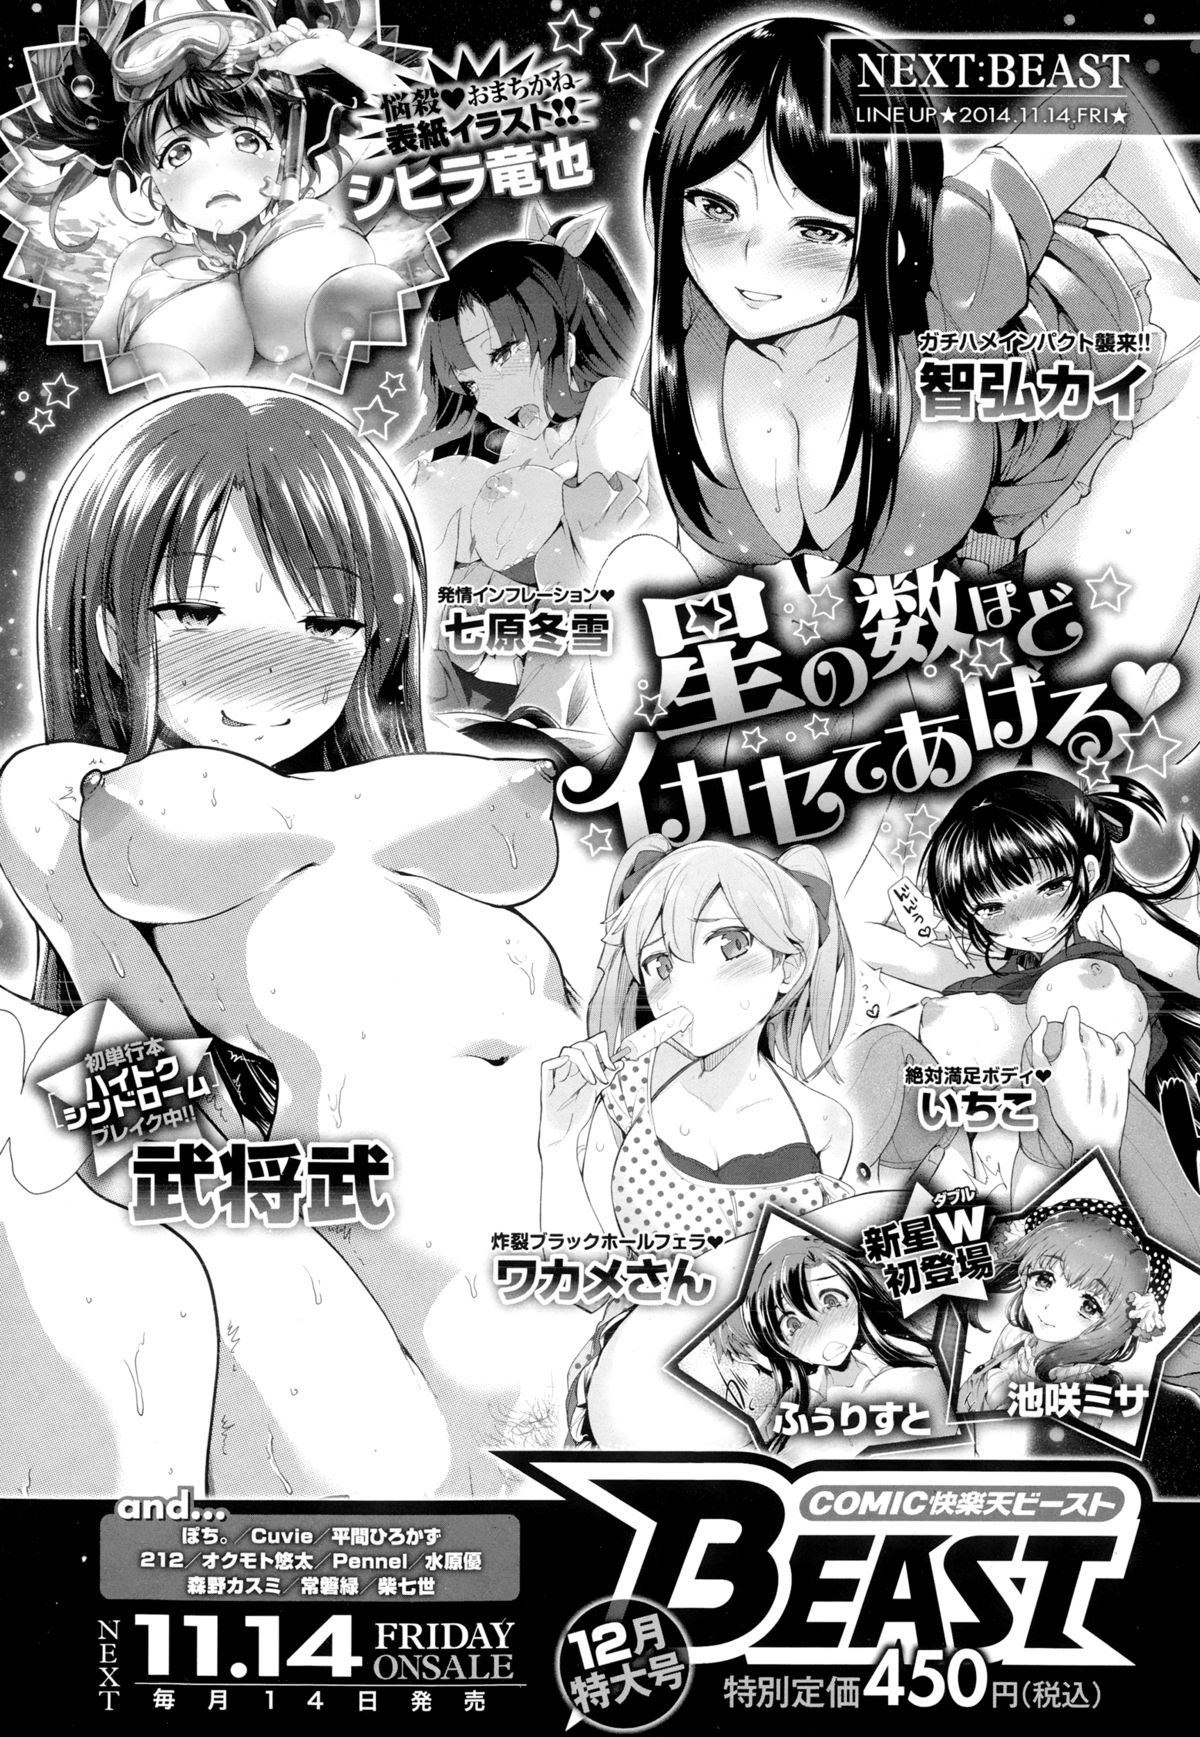 NEXT:BEAST
LINE UP★2014.11.14.FRI★
悩殺♥おまちかね
表紙イラスト!!
シヒラ竜也
ガチハメインパクト襲来!!
智弘カイ
発情インフレーション♥
七原冬雪
星の数ほど
イカセてあげる♥
初単行本
ハイトク
シンドローム
ブレイク中!!
武将武
絶対満足ボディ♥
いちこ
炸裂ブラックホールフェラ♥
ワカメさん
ダブル
新星W
初登場
ふぅりすと
池咲ミサ
and...
ぽち。/Cuvie/平間ひろかず
212/オクモト悠太/Pennel/水原優
森野カスミ/常磐緑/柴七世
NEXT
11.14
FRIDAY
ONSALE
毎月14日発売
COMIC快楽天ビースト
BEAST
12月
特大号
特別定価450円(税込)